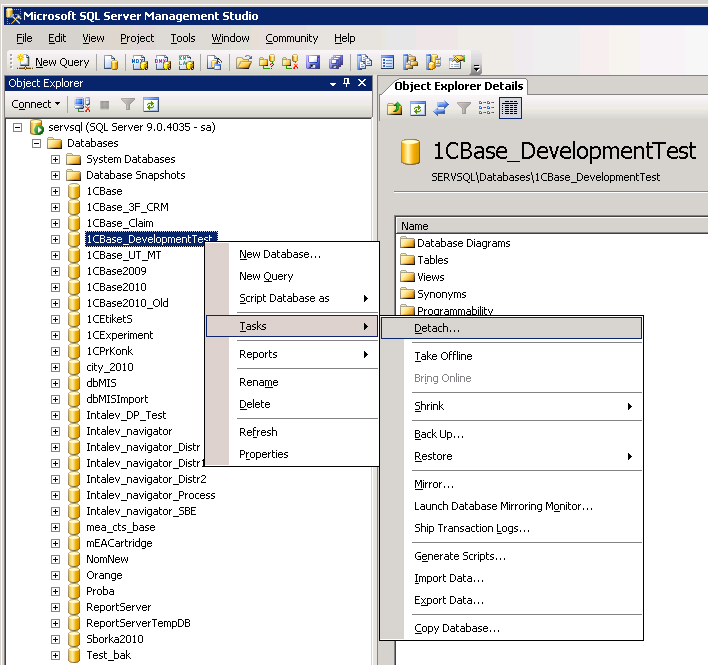 Microsoft SQL Server Management Studio
File Edit View Project Tools Window Community Help
New Query
Object Explorer
Connect
servsql (SQL Server 9.0.4035 - sa)
Databases
System Databases
Database Snapshots
1CBase
1CBase_3F_CRM
1CBase_Claim
1CBase_DevelopmentTest
1CBase_UT_MT
1CBase2009
1CBase2010
1CBase2010_Old
1CEtiketS
1CExperiment
1CPrKonk
city_2010
dbMIS
dbMISImport
Intalev_DP_Test
Intalev_navigator
Intalev_navigator_Distr
Intalev_navigator_Distr1
Intalev_navigator_Distr2
Intalev_navigator_Process
Intalev_navigator_SBE
mea_cts_base
mEACartridge
NomNew
Orange
Proba
ReportServer
ReportServerTempDB
Sborka2010
Test_bak
New Database...
New Query
Script Database as
Tasks
Reports
Rename
Delete
Refresh
Properties
Object Explorer Details
1CBase_DevelopmentTest
SERVSQL\Databases\1CBase_DevelopmentTest
Name
Database Diagrams
Tables
Views
Synonyms
Programmability
Detach...
Take Offline
Bring Online
Shrink
Back Up...
Restore
Mirror...
Launch Database Mirroring Monitor...
Ship Transaction Logs...
Generate Scripts...
Import Data...
Export Data...
Copy Database...